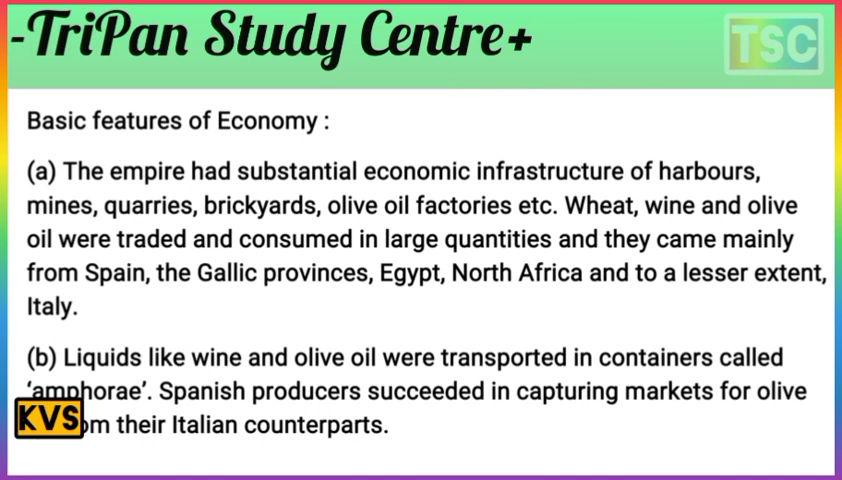 -TriPan Study Centre+
TSC
Basic features of Economy :
(a) The empire had substantial economic infrastructure of harbours,
mines, quarries, brickyards, olive oil factories etc. Wheat, wine and olive
oil were traded and consumed in large quantities and they came mainly
from Spain, the Gallic provinces, Egypt, North Africa and to a lesser extent,
Italy.
(b) Liquids like wine and olive oil were transported in containers called
‘amphorae’. Spanish producers succeeded in capturing markets for olive
KVS their Italian counterparts.